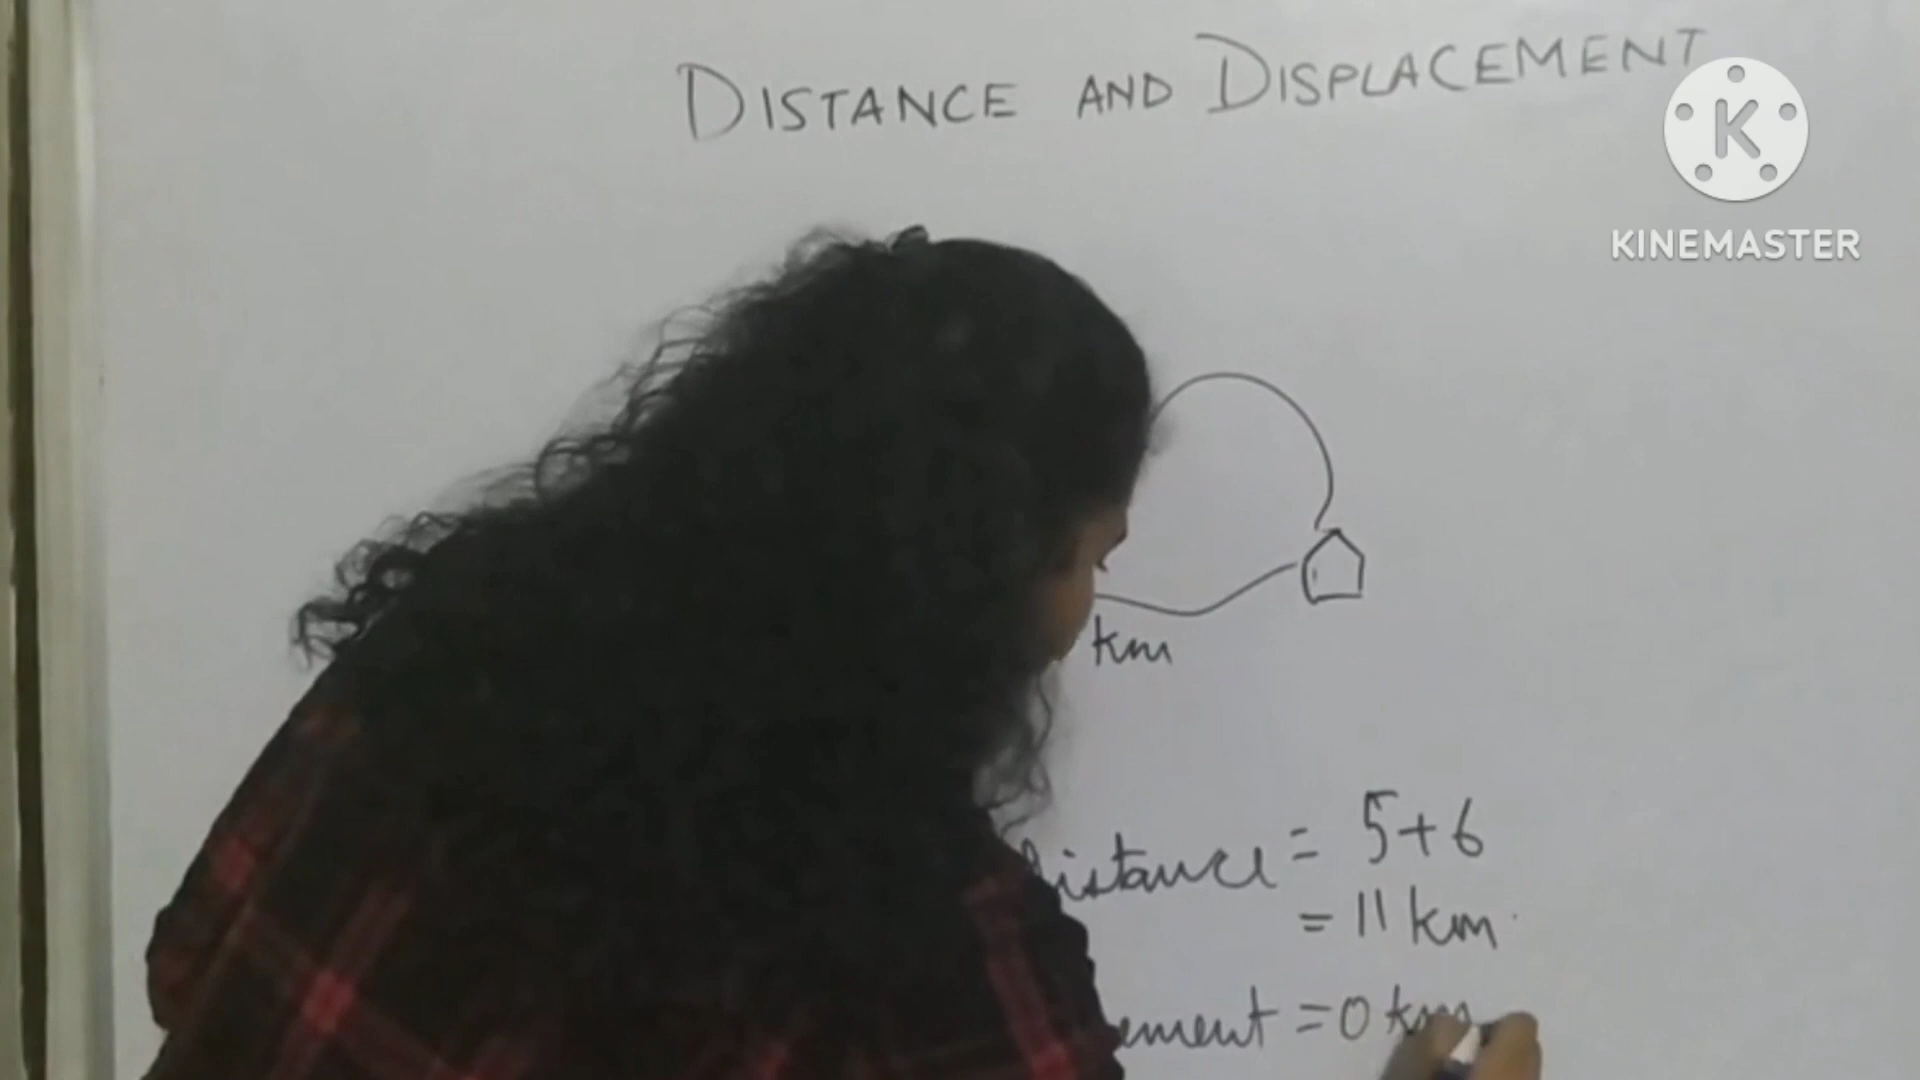 DISTANCE AND DISPLACEMENT
K
KINEMASTER
km
istance = 5+6
= 11 km
ement = 0 km